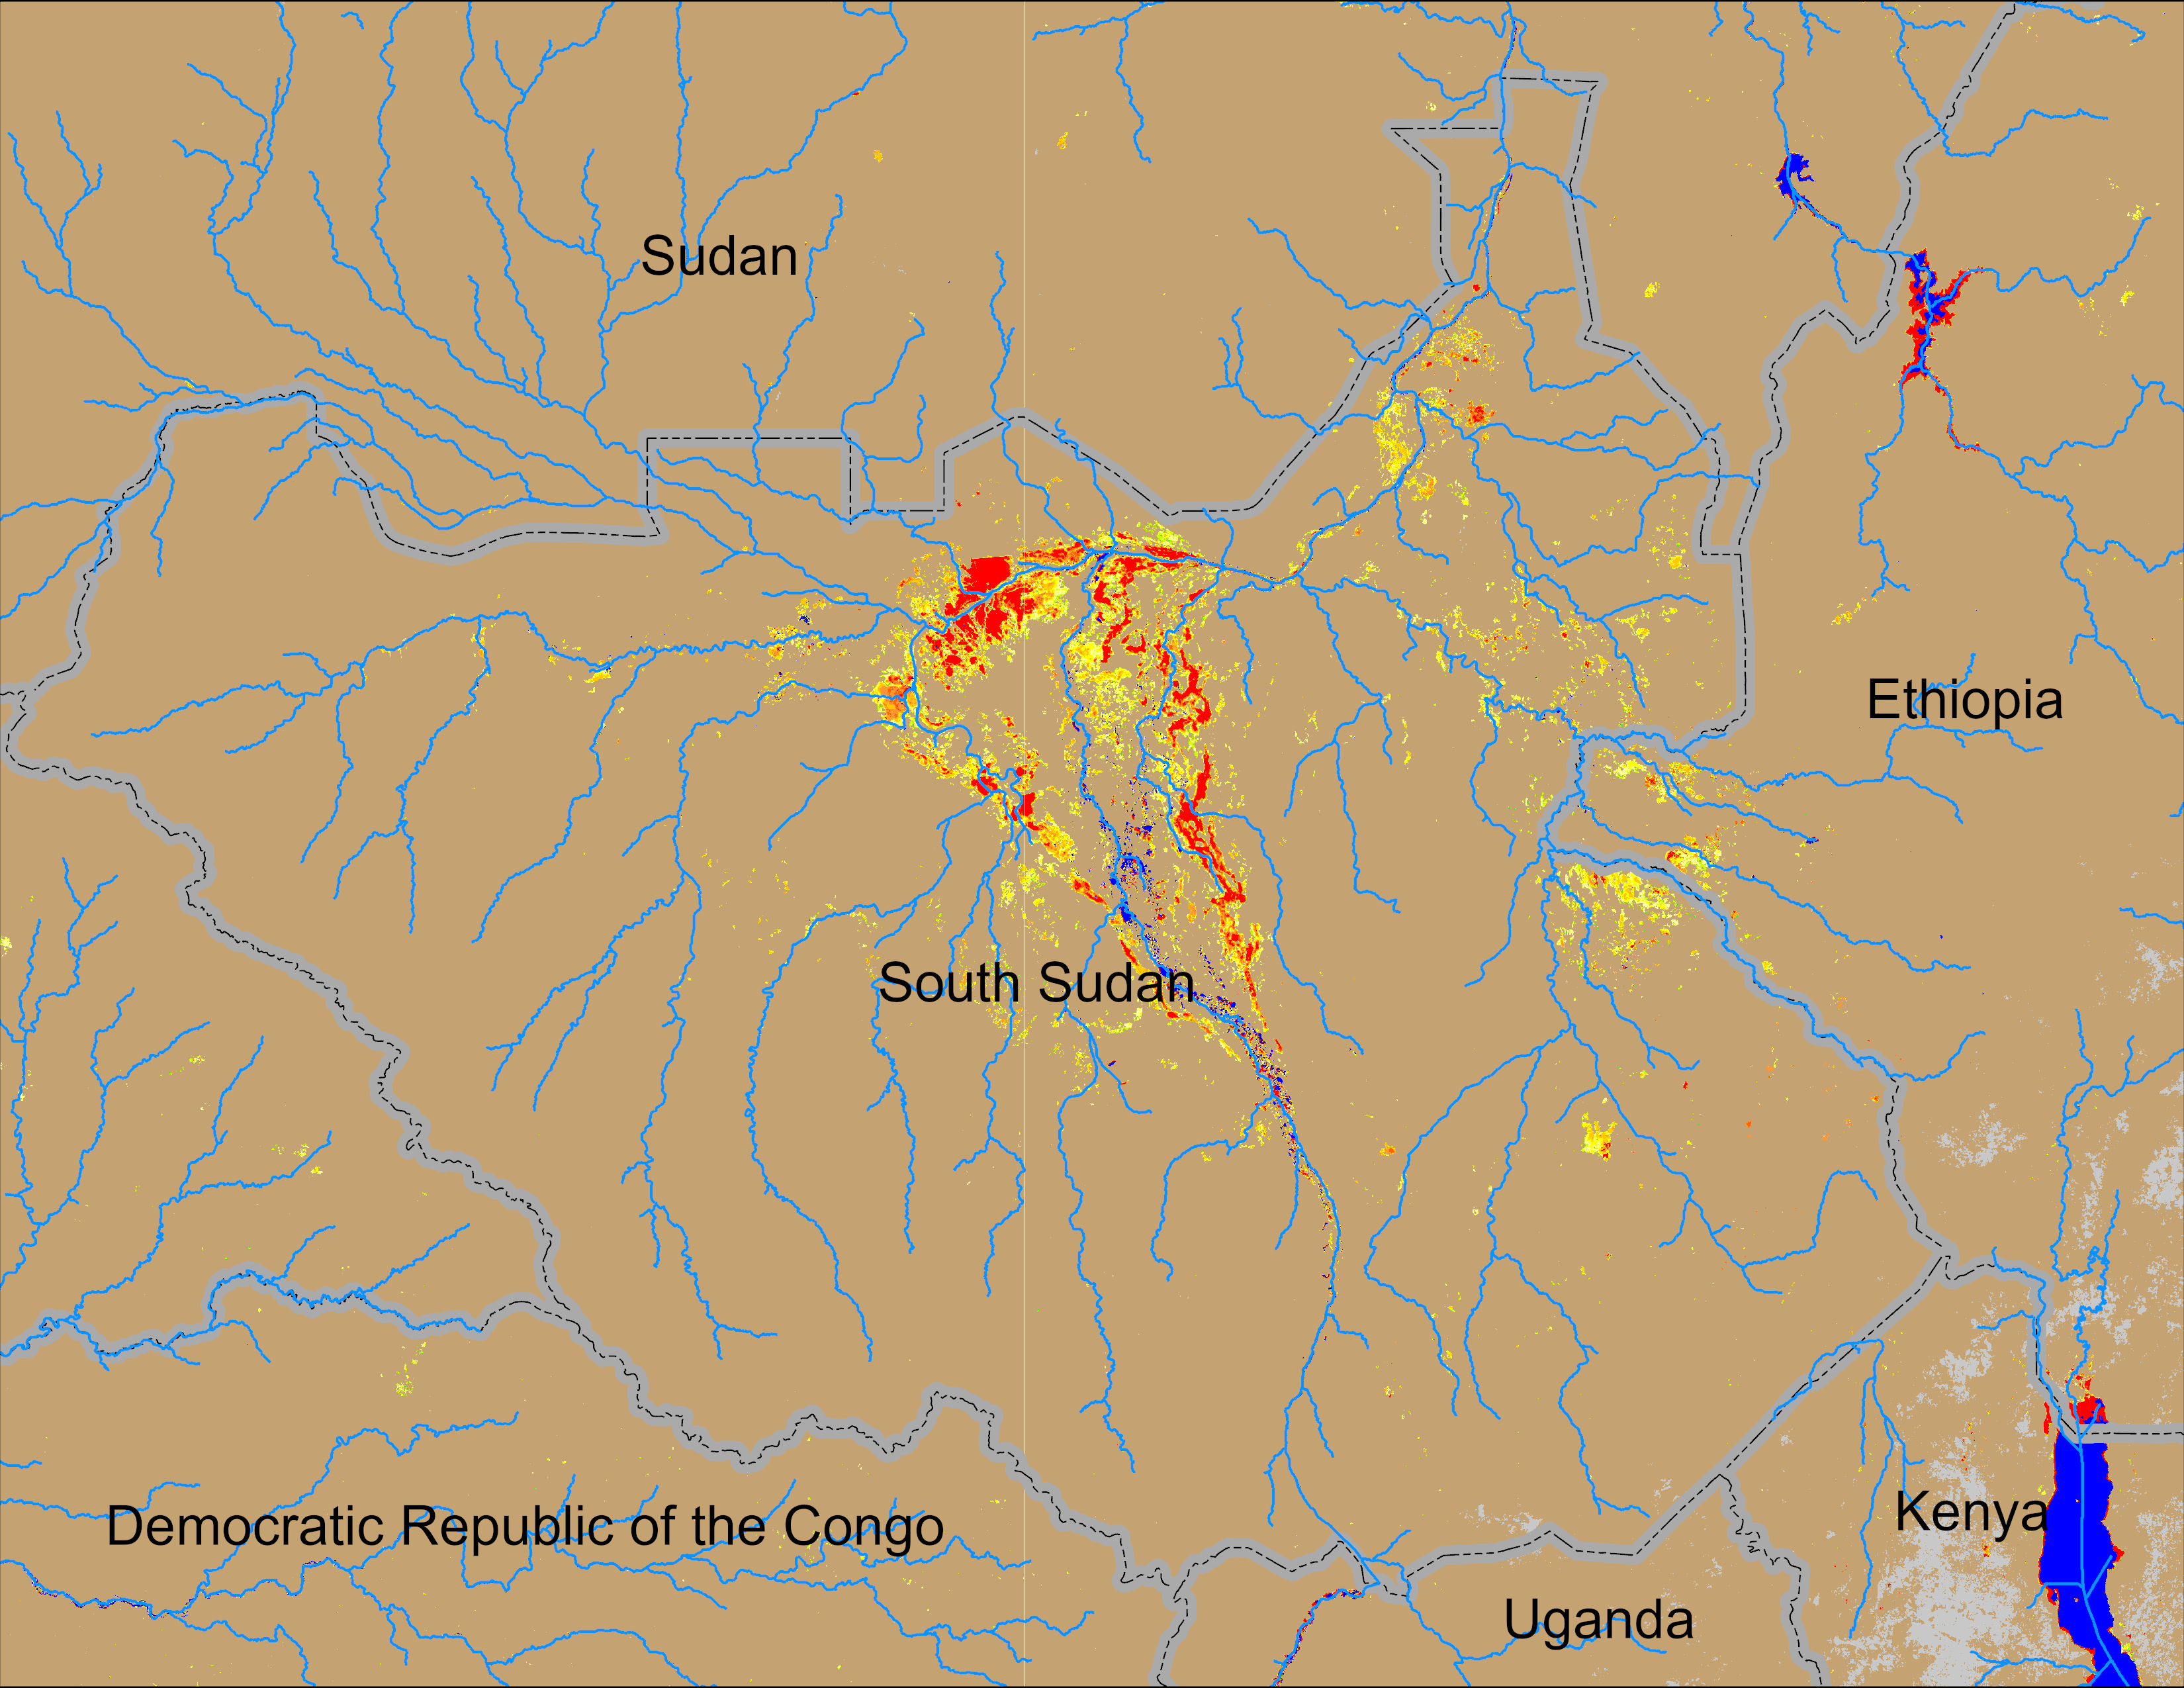 Sudan
Ethiopia
South Sudan
Democratic Republic of the Congo
Kenya
Uganda